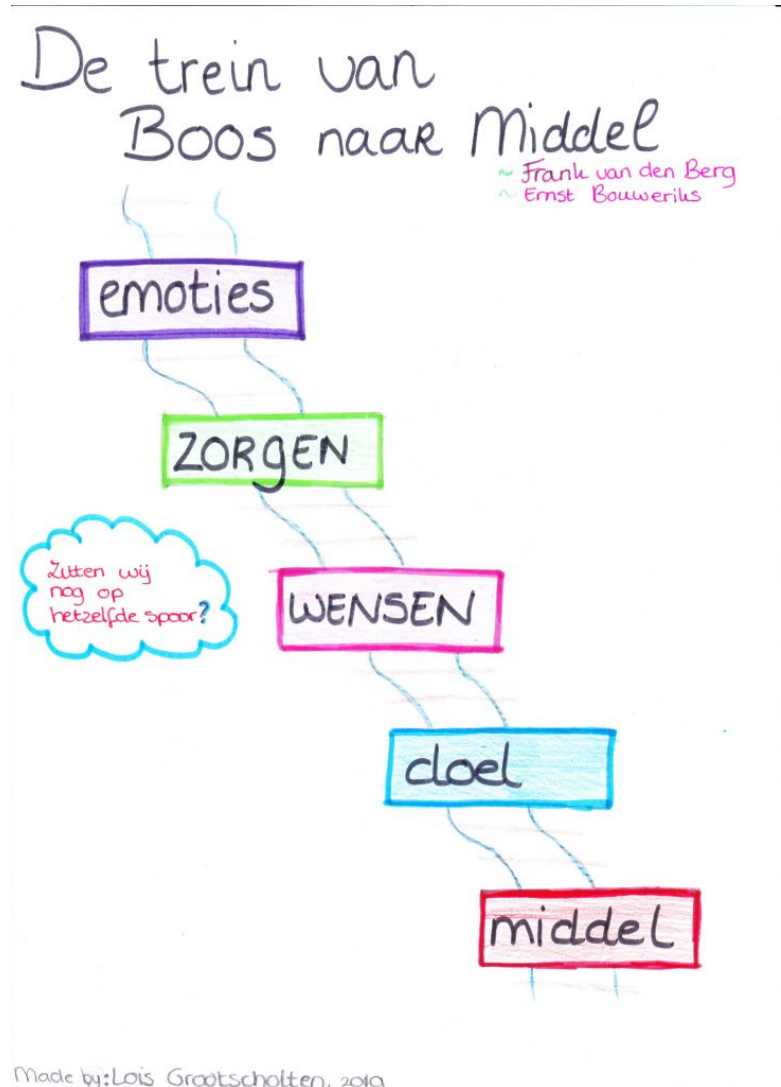 De trein van
Boos naar Middel
~ Frank van den Berg
~ Ernst Bouweriks
emoties
ZORGEN
Zitten wij
nog op
hetzelfde spoor?
WENSEN
doel
middel
Made by: Lois Grootscholten, 2019